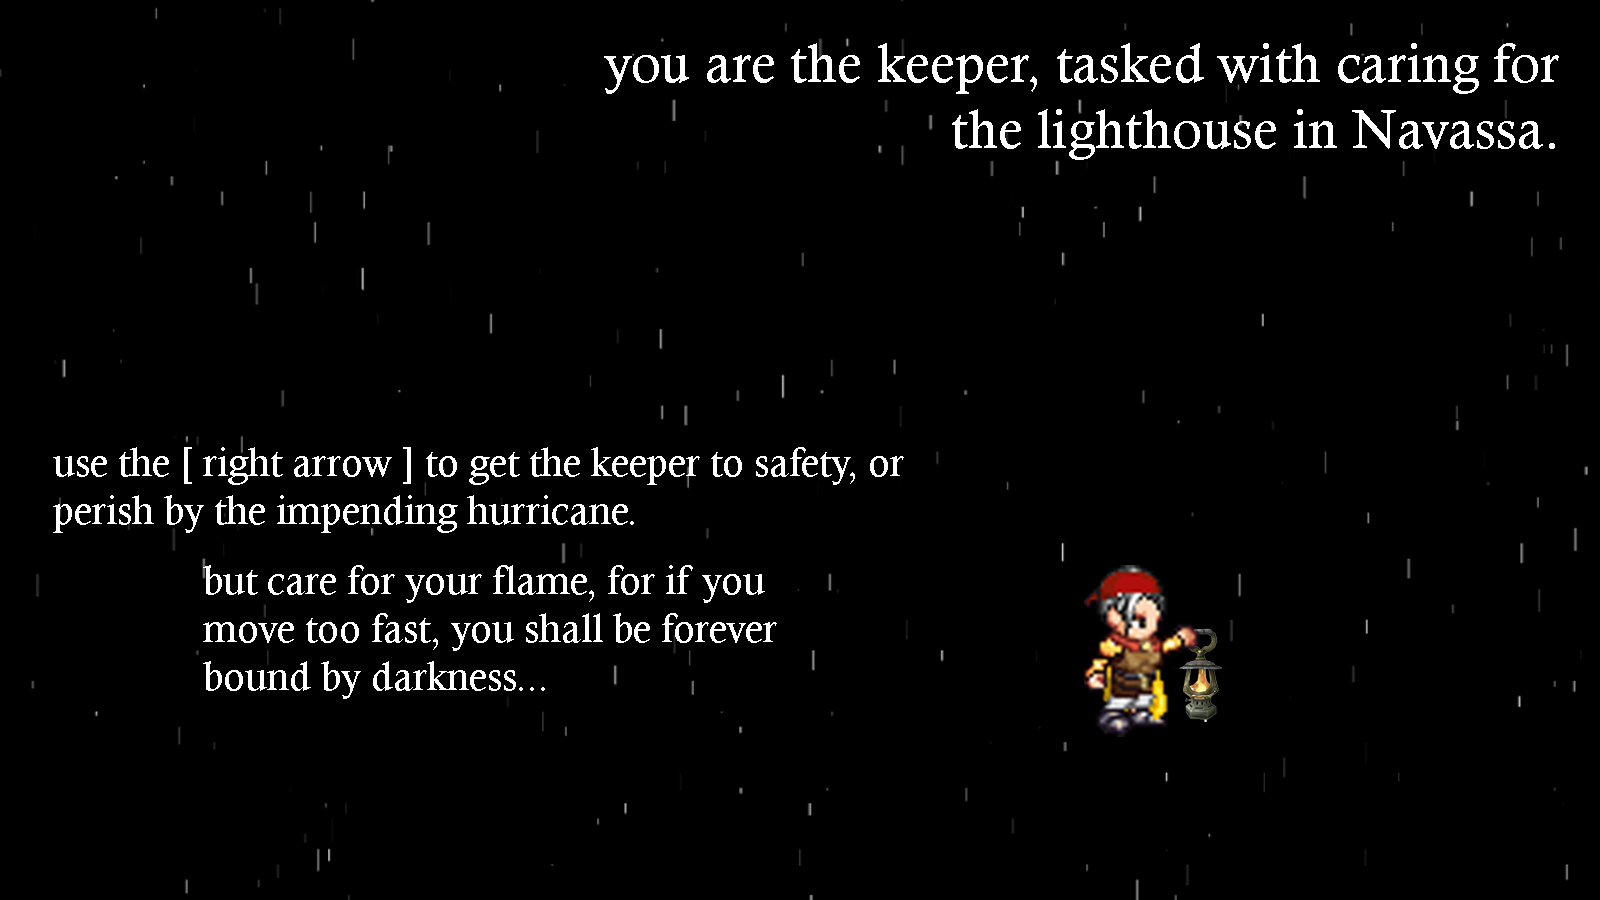 you are the keeper, tasked with caring for
the lighthouse in Navassa.
use the [ right arrow ] to get the keeper to safety, or
perish by the impending hurricane.
but care for your flame, for if you
move too fast, you shall be forever
bound by darkness...